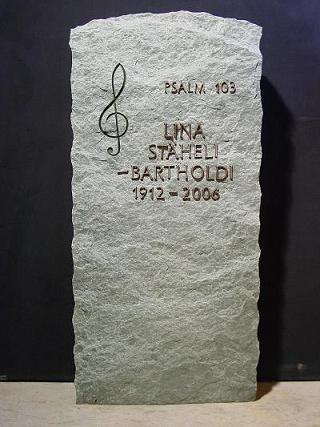 PSALM 103
LINA
STÄHELI
-BARTHOLDI
1912-2006